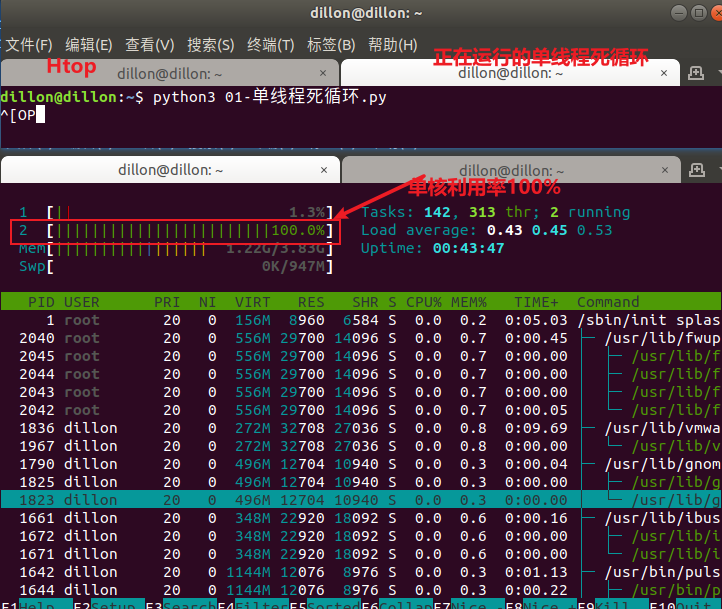 dillon@dillon: ~
文件(F) 编辑(E) 查看(V) 搜索(S) 终端(T) 标签(B) 帮助(H)
Htop
正在运行的单线程死循环
dillon@dillon: ~ × dillon@dillon: ~ ×
dillon@dillon:~$ python3 01-单线程死循环.py
^[OP
dillon@dillon: ~ × dillon@dillon: ~ ×
单核利用率100%
1 [|| 1.3%] Tasks: 142, 313 thr; 2 running
2 [||||||||||||||||||||||||100.0%] Load average: 0.43 0.45 0.53
Mem[||||||||||||||||| 1.22G/3.83G] Uptime: 00:43:47
Swp[ 0K/947M]
PID USER PRI NI VIRT RES SHR S CPU% MEM% TIME+ Command
1 root 20 0 156M 8960 6584 S 0.0 0.2 0:05.03 /sbin/init splas
2040 root 20 0 556M 29700 14096 S 0.0 0.7 0:00.45 ├─ /usr/lib/fwup
2045 root 20 0 556M 29700 14096 S 0.0 0.7 0:00.00 │ ├─ /usr/lib/f
2044 root 20 0 556M 29700 14096 S 0.0 0.7 0:00.00 │ ├─ /usr/lib/f
2043 root 20 0 556M 29700 14096 S 0.0 0.7 0:00.00 │ ├─ /usr/lib/f
2042 root 20 0 556M 29700 14096 S 0.0 0.7 0:00.05 │ └─ /usr/lib/f
1836 dillon 20 0 272M 32708 27036 S 0.0 0.8 0:09.69 ├─ /usr/lib/vmwa
1967 dillon 20 0 272M 32708 27036 S 0.0 0.8 0:00.00 │ └─ /usr/lib/v
1790 dillon 20 0 496M 12704 10940 S 0.0 0.3 0:00.04 ├─ /usr/lib/gnom
1825 dillon 20 0 496M 12704 10940 S 0.0 0.3 0:00.00 │ ├─ /usr/lib/g
1823 dillon 20 0 496M 12704 10940 S 0.0 0.3 0:00.00 │ └─ /usr/lib/g
1661 dillon 20 0 348M 22920 18092 S 0.0 0.6 0:00.16 ├─ /usr/lib/ibus
1672 dillon 20 0 348M 22920 18092 S 0.0 0.6 0:00.00 │ ├─ /usr/lib/i
1671 dillon 20 0 348M 22920 18092 S 0.0 0.6 0:00.00 │ └─ /usr/lib/i
1642 dillon 20 0 1144M 12076 8976 S 0.0 0.3 0:01.13 ├─ /usr/bin/puls
1644 dillon 20 0 1144M 12076 8976 S 0.0 0.3 0:00.22 │ ├─ /usr/bin/p
F1Help F2Setup F3Search F4Filter F5Sorted F6Collap F7Nice - F8Nice + F9Kill F10Quit